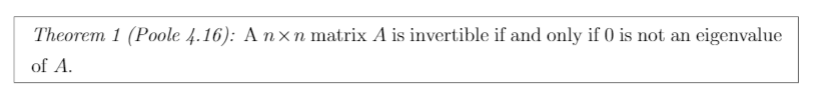 Theorem 1 (Poole 4.16): A n×n matrix A is invertible if and only if 0 is not an eigenvalue
of A.